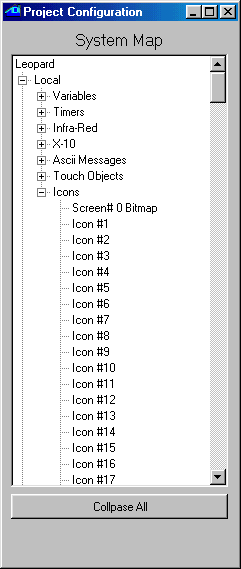 Project Configuration
System Map
Leopard
Local
Variables
Timers
Infra-Red
X-10
Ascii Messages
Touch Objects
Icons
Screen# 0 Bitmap
Icon #1
Icon #2
Icon #3
Icon #4
Icon #5
Icon #6
Icon #7
Icon #8
Icon #9
Icon #10
Icon #11
Icon #12
Icon #13
Icon #14
Icon #15
Icon #16
Icon #17
Collpase All